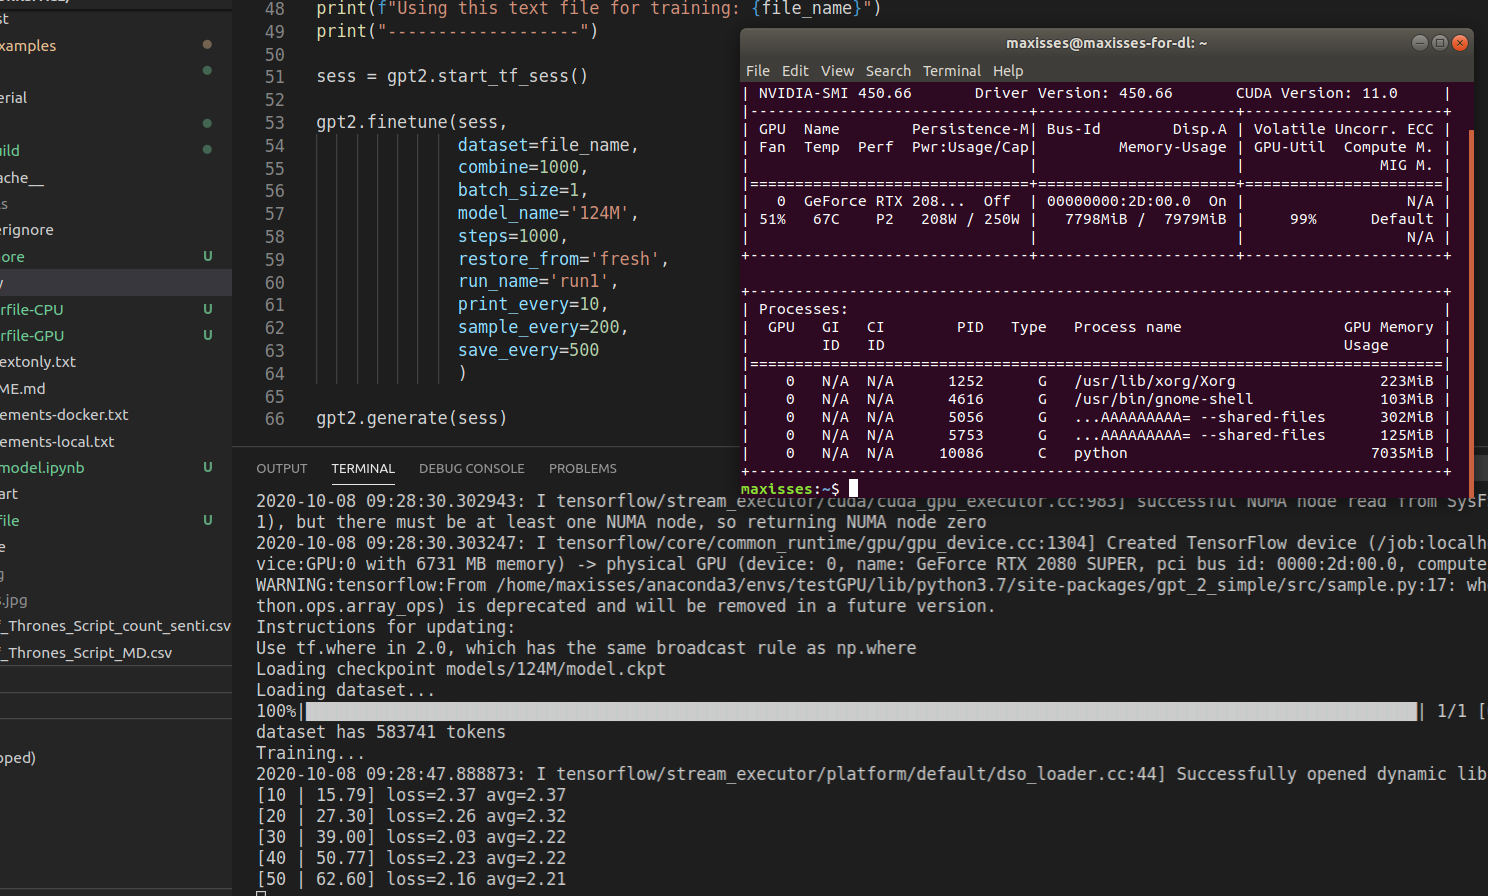 st
xamples
erial
uild
ache__
s
erignore
ore U
y
rfile-CPU U
rfile-GPU U
extonly.txt
ME.md
ements-docker.txt
ements-local.txt
model.ipynb U
art
file U
e
g
s.jpg
f_Thrones_Script_count_senti.csv
f_Thrones_Script_MD.csv
pped)
48 print(f"Using this text file for training: {file_name}")
49 print("-------------------")
50
51 sess = gpt2.start_tf_sess()
52
53 gpt2.finetune(sess,
54 dataset=file_name,
55 combine=1000,
56 batch_size=1,
57 model_name='124M',
58 steps=1000,
59 restore_from='fresh',
60 run_name='run1',
61 print_every=10,
62 sample_every=200,
63 save_every=500
64 )
65
66 gpt2.generate(sess)
maxisses@maxisses-for-dl: ~
File Edit View Search Terminal Help
| NVIDIA-SMI 450.66 Driver Version: 450.66 CUDA Version: 11.0 |
|-------------------------------+----------------------+----------------------+
| GPU Name Persistence-M| Bus-Id Disp.A | Volatile Uncorr. ECC |
| Fan Temp Perf Pwr:Usage/Cap| Memory-Usage | GPU-Util Compute M. |
| | | MIG M. |
|===============================+======================+======================|
| 0 GeForce RTX 208... Off | 00000000:2D:00.0 On | N/A |
| 51% 67C P2 208W / 250W | 7798MiB / 7979MiB | 99% Default |
| | | N/A |
+-------------------------------+----------------------+----------------------+
+-----------------------------------------------------------------------------+
| Processes: |
| GPU GI CI PID Type Process name GPU Memory |
| ID ID Usage |
|=============================================================================|
| 0 N/A N/A 1252 G /usr/lib/xorg/Xorg 223MiB |
| 0 N/A N/A 4616 G /usr/bin/gnome-shell 103MiB |
| 0 N/A N/A 5056 G ...AAAAAAAAA= --shared-files 302MiB |
| 0 N/A N/A 5753 G ...AAAAAAAAA= --shared-files 125MiB |
| 0 N/A N/A 10086 C python 7035MiB |
+-----------------------------------------------------------------------------+
maxisses:~$
OUTPUT TERMINAL DEBUG CONSOLE PROBLEMS
2020-10-08 09:28:30.302943: I tensorflow/stream_executor/cuda/cuda_gpu_executor.cc:983] successful NUMA node read from SysF
1), but there must be at least one NUMA node, so returning NUMA node zero
2020-10-08 09:28:30.303247: I tensorflow/core/common_runtime/gpu/gpu_device.cc:1304] Created TensorFlow device (/job:localh
vice:GPU:0 with 6731 MB memory) -> physical GPU (device: 0, name: GeForce RTX 2080 SUPER, pci bus id: 0000:2d:00.0, compute
WARNING:tensorflow:From /home/maxisses/anaconda3/envs/testGPU/lib/python3.7/site-packages/gpt_2_simple/src/sample.py:17: wh
thon.ops.array_ops) is deprecated and will be removed in a future version.
Instructions for updating:
Use tf.where in 2.0, which has the same broadcast rule as np.where
Loading checkpoint models/124M/model.ckpt
Loading dataset...
100%| | 1/1 [
dataset has 583741 tokens
Training...
2020-10-08 09:28:47.888873: I tensorflow/stream_executor/platform/default/dso_loader.cc:44] Successfully opened dynamic lib
[10 | 15.79] loss=2.37 avg=2.37
[20 | 27.30] loss=2.26 avg=2.32
[30 | 39.00] loss=2.03 avg=2.22
[40 | 50.77] loss=2.23 avg=2.22
[50 | 62.60] loss=2.16 avg=2.21